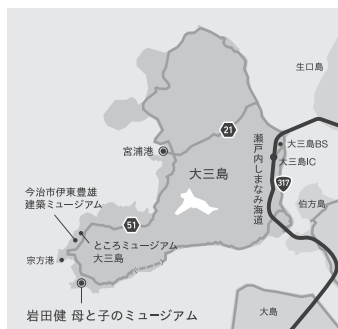 生口島
21
大三島BS
宮浦港
大三島IC
瀬戸内しまなみ海道
大三島
317
今治市伊東豊雄
建築ミュージアム
51
伯方島
ところミュージアム
大三島
宗方港
岩田健 母と子のミュージアム
大島